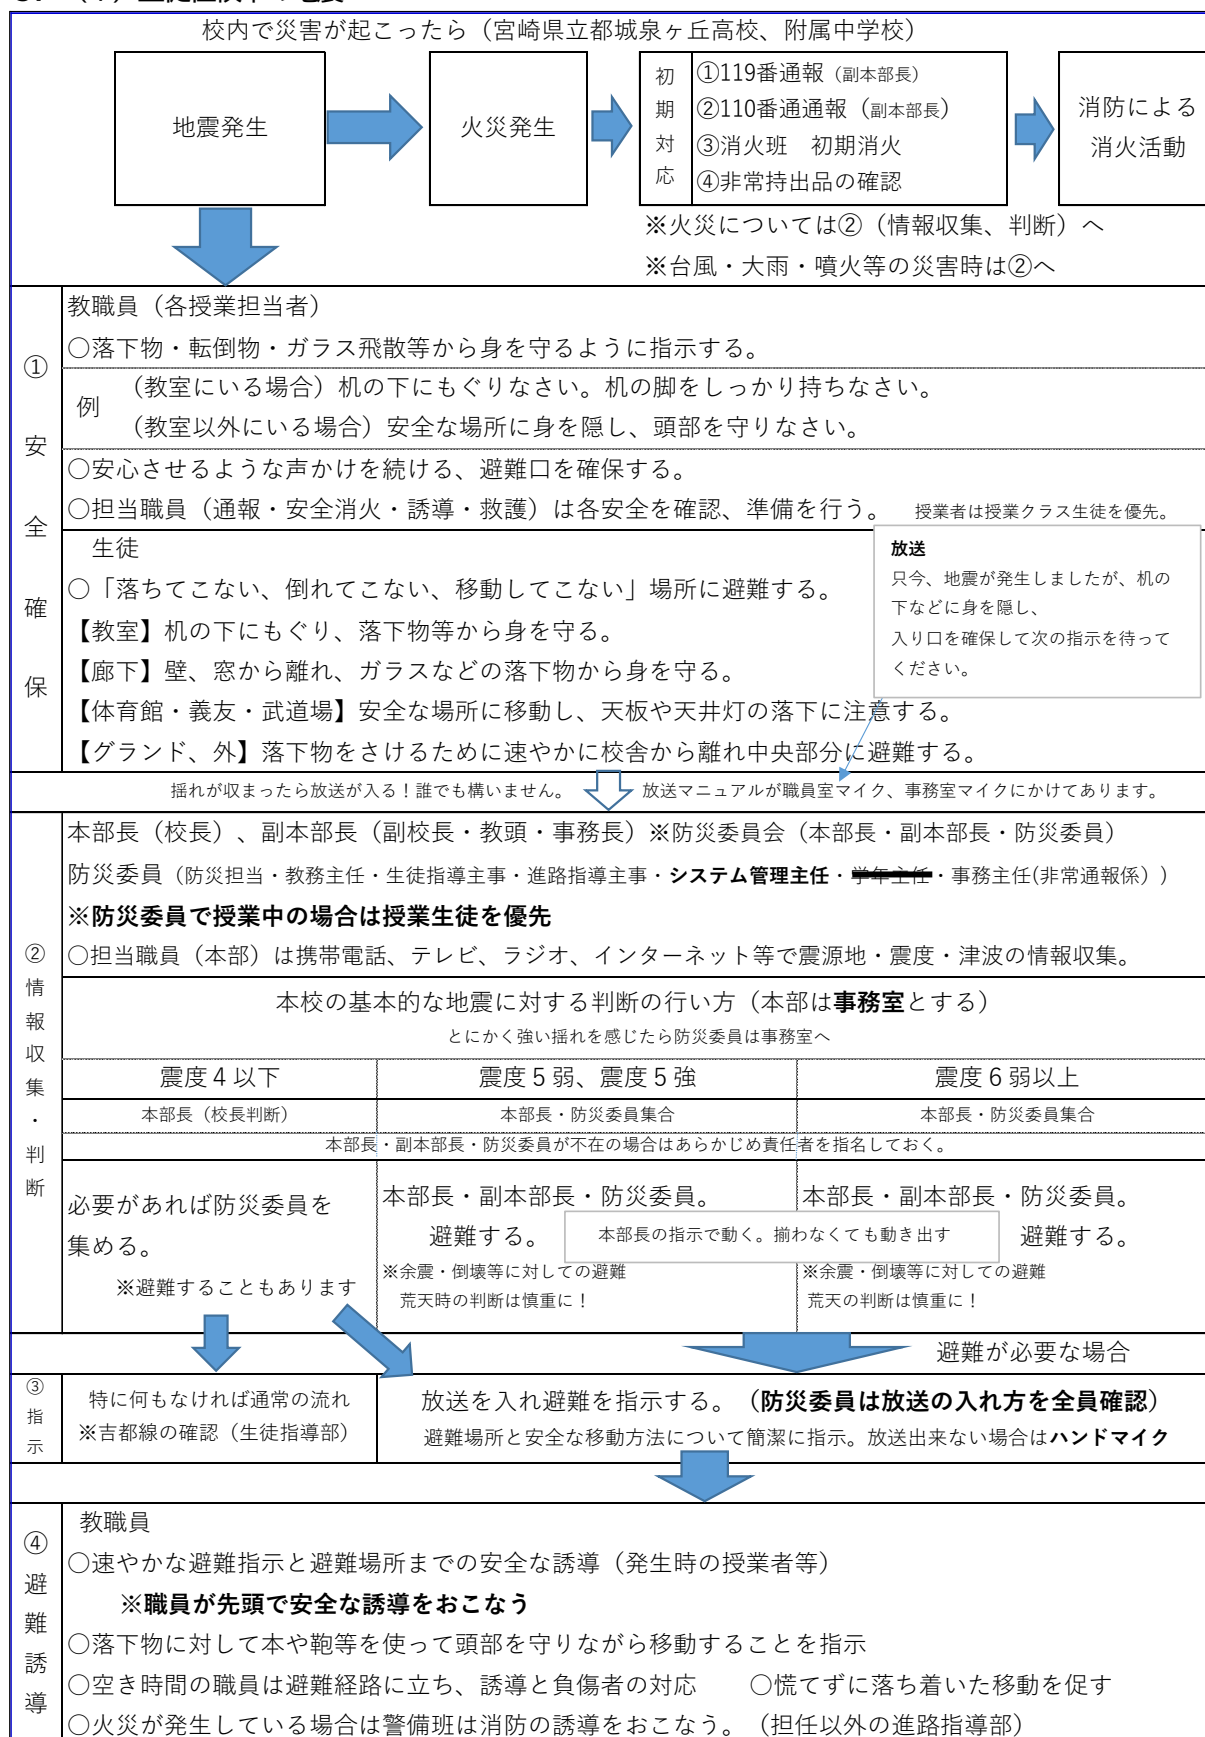 校内で災害が起こったら（宮崎県立都城泉ヶ丘高校、附属中学校）
地震発生
火災発生
初期対応
①119番通報（副本部長）
②110番通通報（副本部長）
③消火班　初期消火
④非常持出品の確認
消防による
消火活動
※火災については②（情報収集、判断）へ
※台風・大雨・噴火等の災害時は②へ
①安全確保
教職員（各授業担当者）
○落下物・転倒物・ガラス飛散等から身を守るように指示する。
例
（教室にいる場合）机の下にもぐりなさい。机の脚をしっかり持ちなさい。
（教室以外にいる場合）安全な場所に身を隠し、頭部を守りなさい。
○安心させるような声かけを続ける、避難口を確保する。
○担当職員（通報・安全消火・誘導・救護）は各安全を確認、準備を行う。　授業者は授業クラス生徒を優先。
生徒
○「落ちてこない、倒れてこない、移動してこない」場所に避難する。
【教室】机の下にもぐり、落下物等から身を守る。
【廊下】壁、窓から離れ、ガラスなどの落下物から身を守る。
【体育館・義友・武道場】安全な場所に移動し、天板や天井灯の落下に注意する。
【グランド、外】落下物をさけるために速やかに校舎から離れ中央部分に避難する。
放送
只今、地震が発生しましたが、机の
下などに身を隠し、
入り口を確保して次の指示を待って
ください。
揺れが収まったら放送が入る！誰でも構いません。　放送マニュアルが職員室マイク、事務室マイクにかけてあります。
②情報収集・判断
本部長（校長）、副本部長（副校長・教頭・事務長）※防災委員会（本部長・副本部長・防災委員）
防災委員（防災担当・教務主任・生徒指導主事・進路指導主事・システム管理主任・学年主任・事務主任(非常通報係））
※防災委員で授業中の場合は授業生徒を優先
○担当職員（本部）は携帯電話、テレビ、ラジオ、インターネット等で震源地・震度・津波の情報収集。
本校の基本的な地震に対する判断の行い方（本部は事務室とする）
とにかく強い揺れを感じたら防災委員は事務室へ
震度４以下
震度５弱、震度５強
震度６弱以上
本部長（校長判断）
本部長・防災委員集合
本部長・防災委員集合
本部長・副本部長・防災委員が不在の場合はあらかじめ責任者を指名しておく。
必要があれば防災委員を
集める。
※避難することもあります
本部長・副本部長・防災委員。
避難する。
※余震・倒壊等に対しての避難
荒天時の判断は慎重に！
本部長の指示で動く。揃わなくても動き出す
本部長・副本部長・防災委員。
避難する。
※余震・倒壊等に対しての避難
荒天の判断は慎重に！
避難が必要な場合
③指示
特に何もなければ通常の流れ
※吉都線の確認（生徒指導部）
放送を入れ避難を指示する。（防災委員は放送の入れ方を全員確認）
避難場所と安全な移動方法について簡潔に指示。放送出来ない場合はハンドマイク
④避難誘導
教職員
○速やかな避難指示と避難場所までの安全な誘導（発生時の授業者等）
※職員が先頭で安全な誘導をおこなう
○落下物に対して本や鞄等を使って頭部を守りながら移動することを指示
○空き時間の職員は避難経路に立ち、誘導と負傷者の対応　　○慌てずに落ち着いた移動を促す
○火災が発生している場合は警備班は消防の誘導をおこなう。（担任以外の進路指導部）